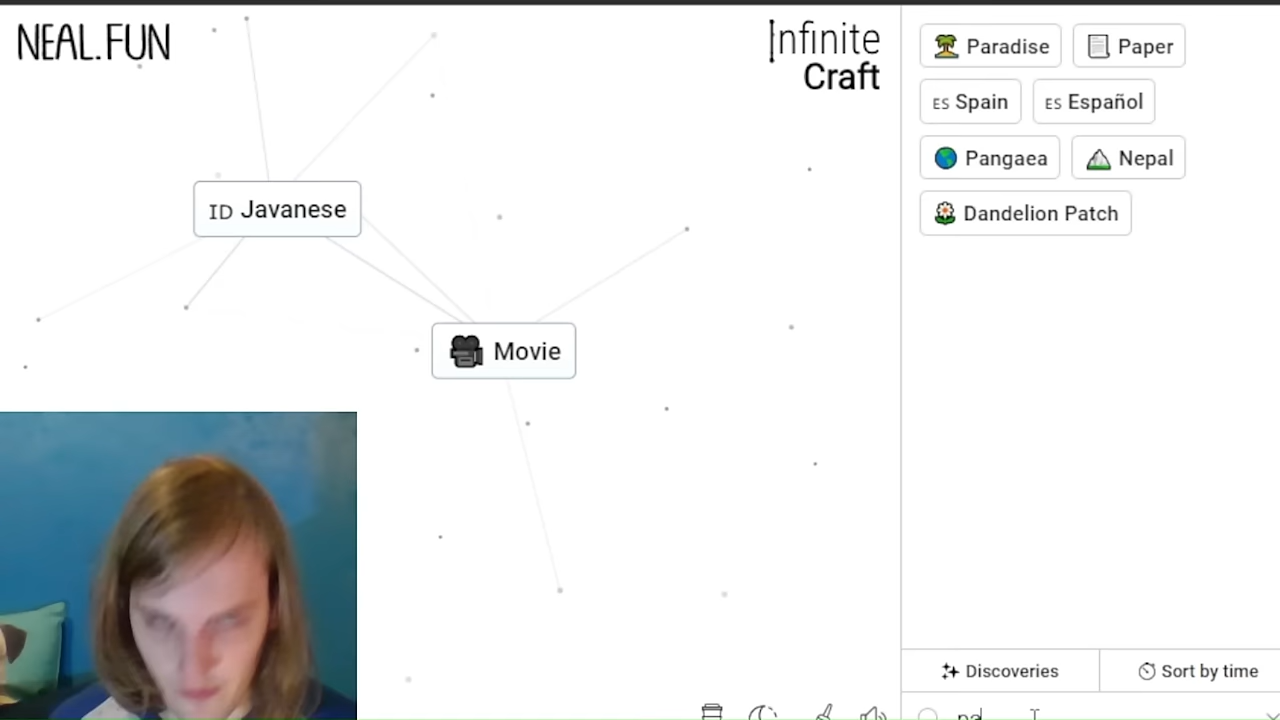 NEAL.FUN
Infinite
Craft
ID Javanese
Movie
Paradise
Paper
ES Spain
ES Español
Pangaea
Nepal
Dandelion Patch
Discoveries
Sort by time
pa